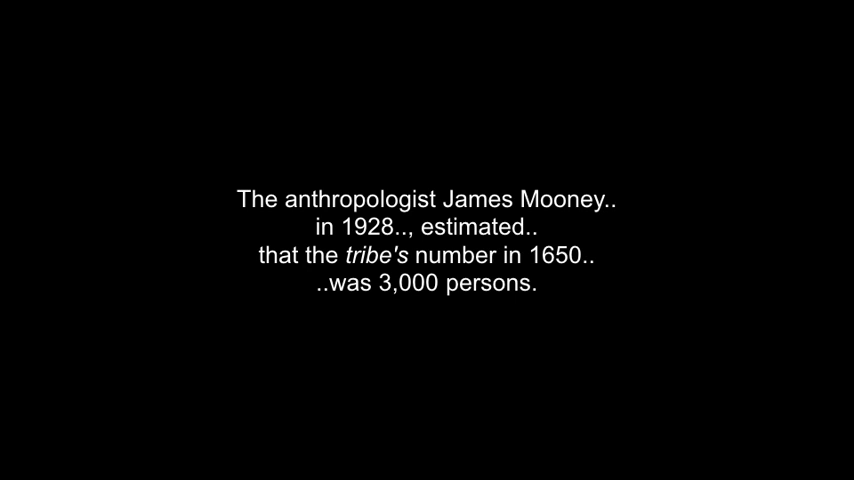 The anthropologist James Mooney..
in 1928.., estimated..
that the tribe's number in 1650..
..was 3,000 persons.